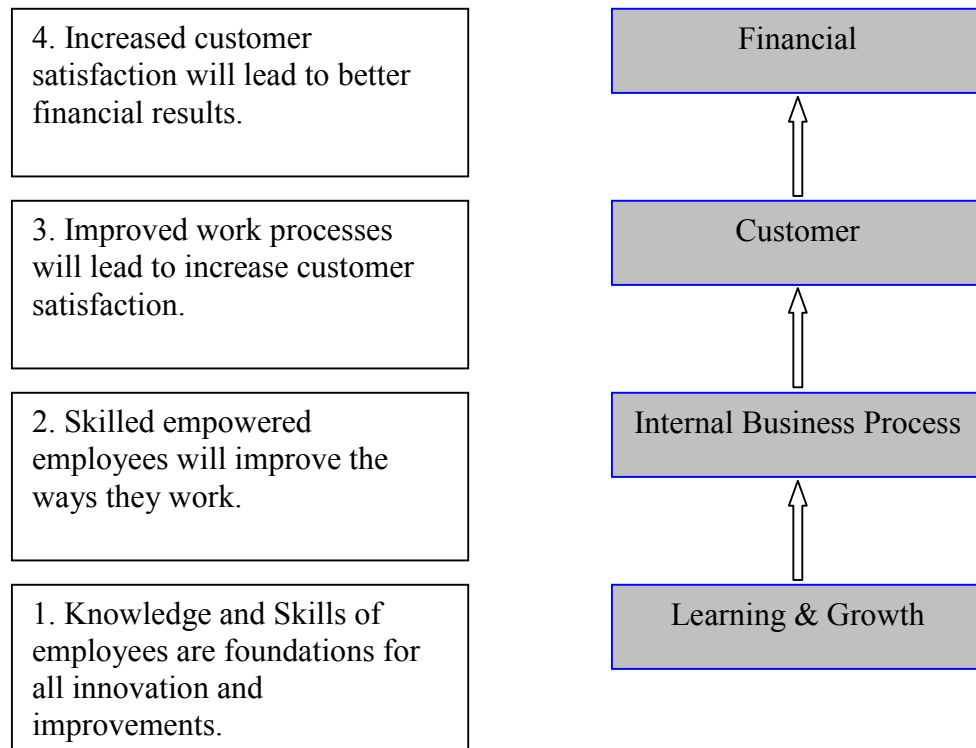 4. Increased customer
satisfaction will lead to better
financial results.
Financial
3. Improved work processes
will lead to increase customer
satisfaction.
Customer
2. Skilled empowered
employees will improve the
ways they work.
Internal Business Process
1. Knowledge and Skills of
employees are foundations for
all innovation and
improvements.
Learning & Growth